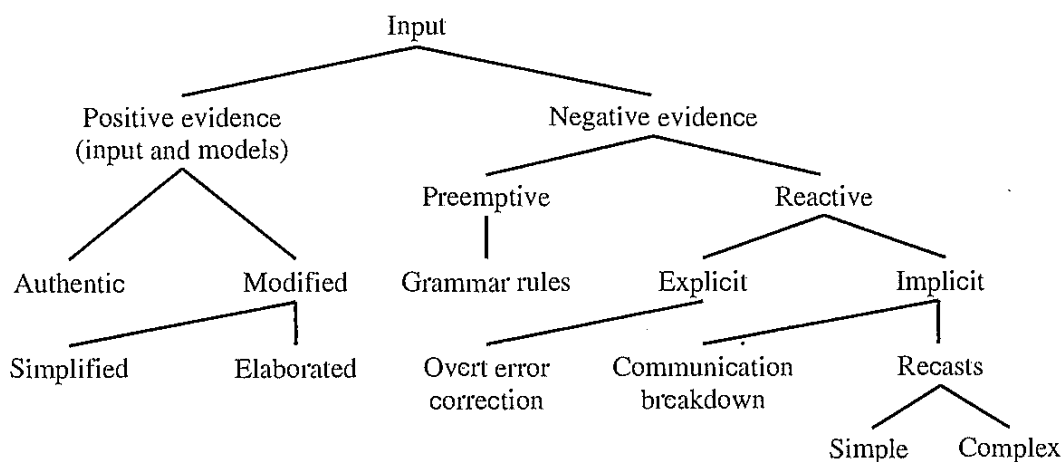 Input
Positive evidence
(input and models)
Negative evidence
Preemptive
Reactive
Authentic
Modified
Grammar rules
Explicit
Implicit
Simplified
Elaborated
Overt error
correction
Communication
breakdown
Recasts
Simple
Complex